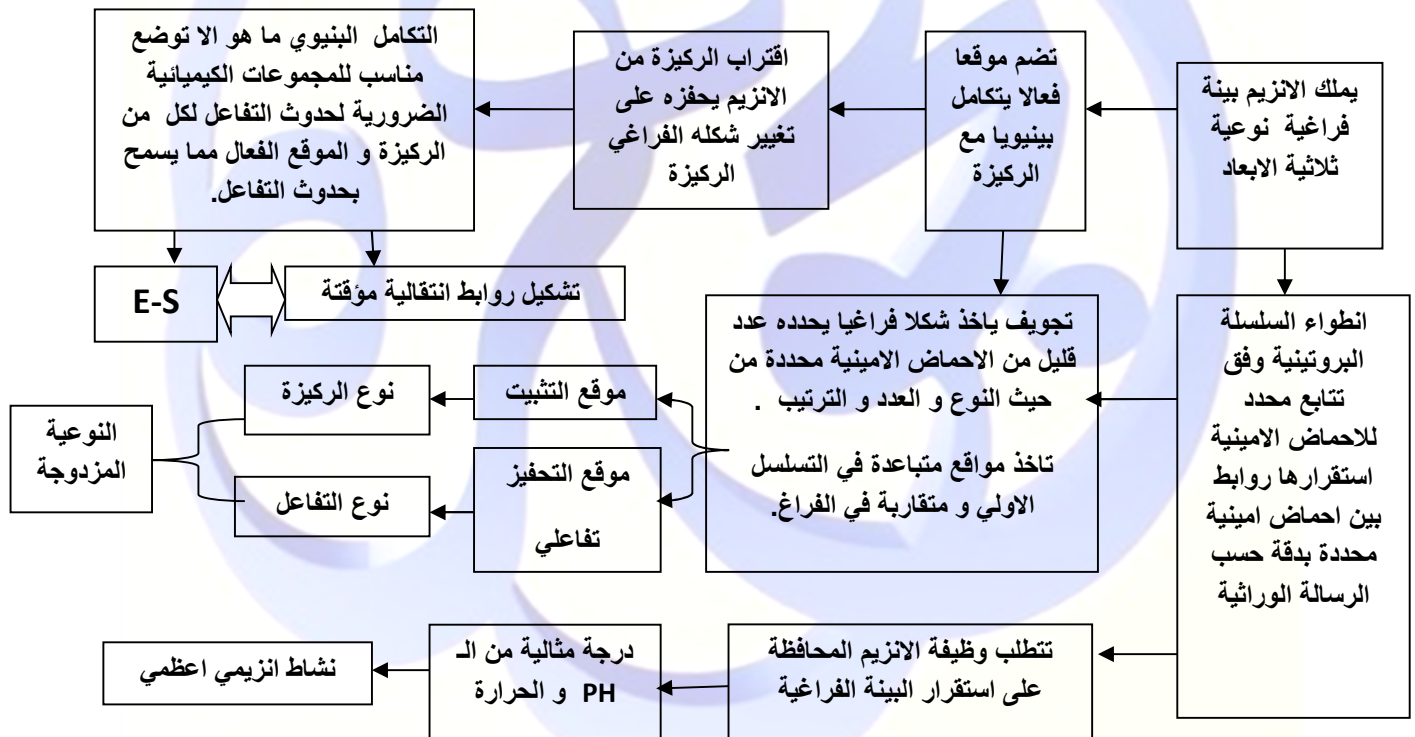 يملك الانزيم بينة
فراغية نوعية
ثلاثية الابعاد
تضم موقعا
فعالا يتكامل
بينيويا مع
الركيزة
اقتراب الركيزة من
الانزيم يحفزه على
تغيير شكله الفراغي
الركيزة
التكامل البنيوي ما هو الا توضع
مناسب للمجموعات الكيميائية
الضرورية لحدوث التفاعل لكل من
الركيزة و الموقع الفعال مما يسمح
بحدوث التفاعل.
تشكيل روابط انتقالية مؤقتة
E-S
انطواء السلسلة
البروتينية وفق
تتابع محدد
للاحماض الامينية
استقرارها روابط
بين احماض امينية
محددة بدقة حسب
الرسالة الوراثية
تجويف ياخذ شكلا فراغيا يحدده عدد
قليل من الاحماض الامينية محددة من
حيث النوع و العدد و الترتيب .
تاخذ مواقع متباعدة في التسلسل
الاولي و متقاربة في الفراغ.
موقع التثبيت
نوع الركيزة
موقع التحفيز
تفاعلي
نوع التفاعل
النوعية
المزدوجة
تتطلب وظيفة الانزيم المحافظة
على استقرار البينة الفراغية
درجة مثالية من الـ
PH و الحرارة
نشاط انزيمي اعظمي